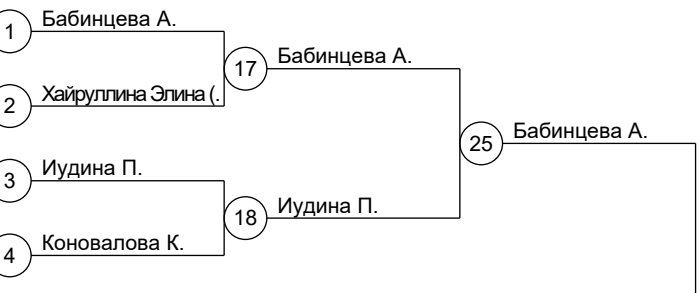 1 Бабинцева А.
17 Бабинцева А.
2 Хайруллина Элина (.
25 Бабинцева А.
3 Иудина П.
18 Иудина П.
4 Коновалова К.